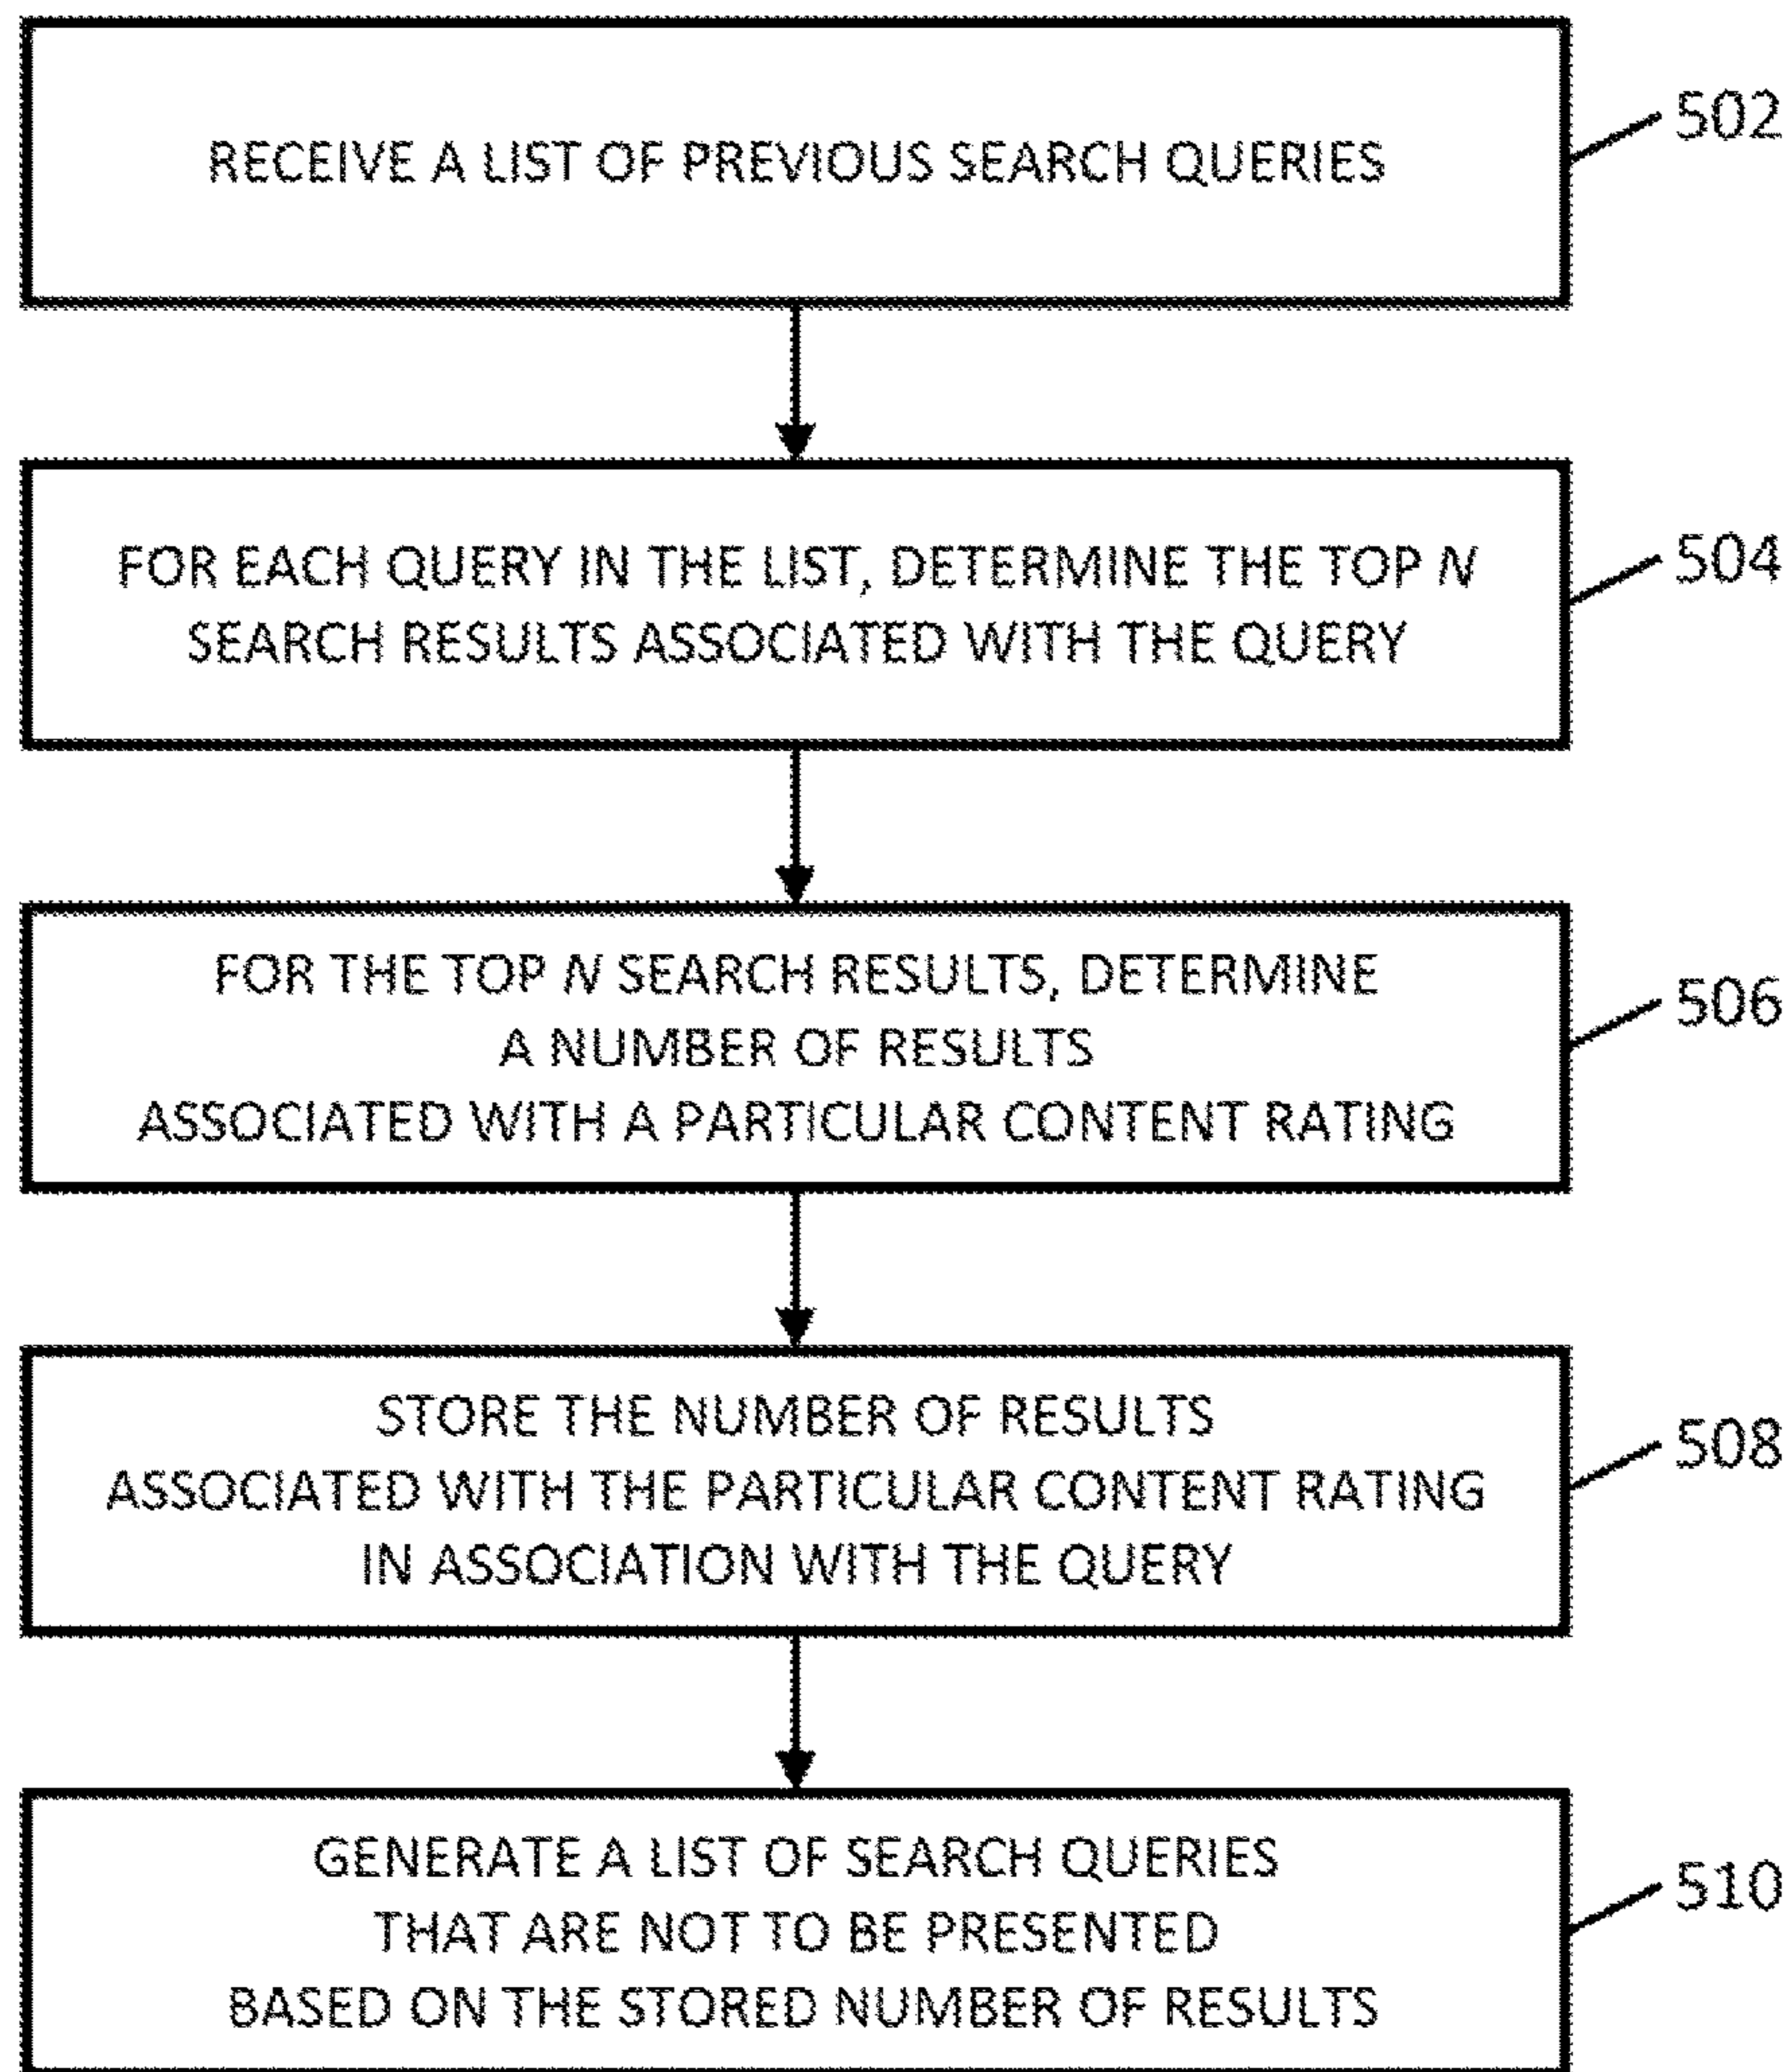 RECEIVE A LIST OF PREVIOUS SEARCH QUERIES
502
FOR EACH QUERY IN THE LIST, DETERMINE THE TOP N
SEARCH RESULTS ASSOCIATED WITH THE QUERY
504
FOR THE TOP N SEARCH RESULTS, DETERMINE
A NUMBER OF RESULTS
ASSOCIATED WITH A PARTICULAR CONTENT RATING
506
STORE THE NUMBER OF RESULTS
ASSOCIATED WITH THE PARTICULAR CONTENT RATING
IN ASSOCIATION WITH THE QUERY
508
GENERATE A LIST OF SEARCH QUERIES
THAT ARE NOT TO BE PRESENTED
BASED ON THE STORED NUMBER OF RESULTS
510